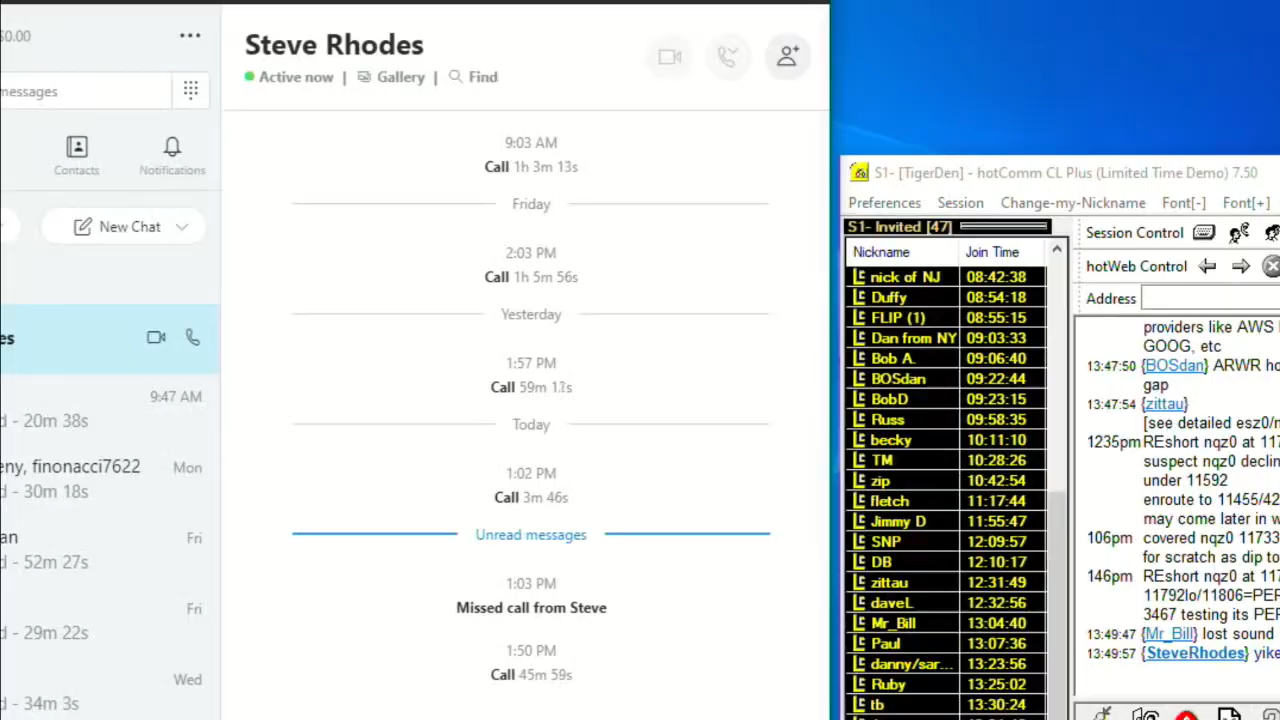 $0.00
messages
Contacts
Notifications
New Chat
es
9:47 AM
d - 20m 38s
eny, finonacci7622
Mon
d - 30m 18s
an
Fri
d - 52m 27s
Fri
d - 29m 22s
Wed
d - 34m 3s
Steve Rhodes
Active now | Gallery | Find
9:03 AM
Call 1h 3m 13s
Friday
2:03 PM
Call 1h 5m 56s
Yesterday
1:57 PM
Call 59m
Today
1:02 PM
Call 3m 46s
Unread messages
1:03 PM
Missed call from Steve
1:50 PM
Call 45m 59s
S1- [TigerDen] - hotComm CL Plus (Limited Time Demo) 7.50
Preferences Session Change-my-Nickname Font[-] Font[+]
S1- Invited [47]
Nickname Join Time
nick of NJ 08:42:38
Duffy 08:54:18
FLIP (1) 08:55:15
Dan from NY 09:03:33
Bob A. 09:06:40
BOSdan 09:22:44
BobD 09:23:15
Russ 09:58:35
becky 10:11:10
TM 10:28:26
zip 10:42:54
fletch 11:17:44
Jimmy D 11:55:47
SNP 12:09:57
DB 12:10:17
zittau 12:31:49
daveL 12:32:56
Mr_Bill 13:04:40
Paul 13:07:36
danny/sar... 13:23:56
Ruby 13:25:02
tb 13:30:24
Session Control
hotWeb Control
Address
providers like AWS
GOOG, etc
13:47:50 {BOSdan} ARWR ho
gap
13:47:54 {zittau}
[see detailed esz0/n
1235pm REshort nqz0 at 117
suspect nqz0 declin
under 11592
enroute to 11455/42
may come later in w
106pm covered nqz0 11733
for scratch as dip to
146pm REshort nqz0 at 117
11792lo/11806=PER
3467 testing its PER
13:49:47 {Mr_Bill} lost sound
13:49:57 {SteveRhodes} yike